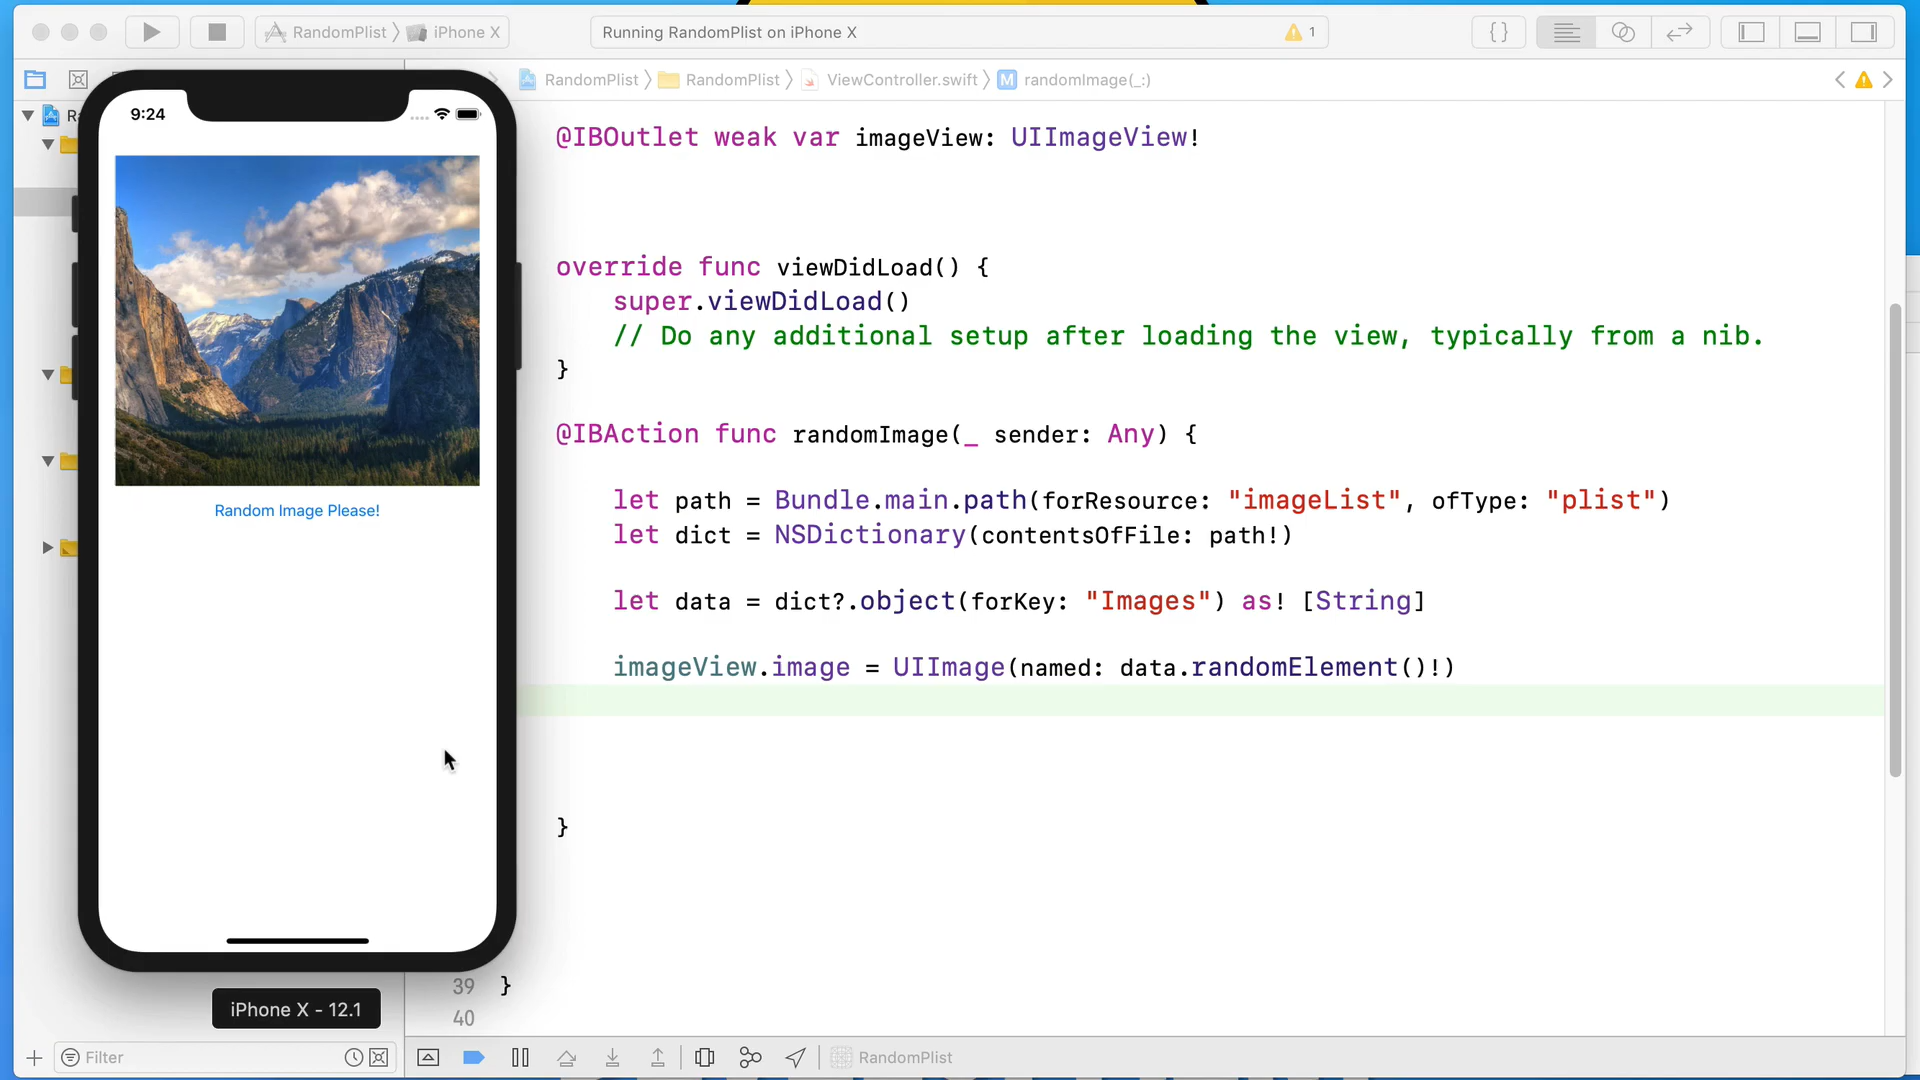 RandomPlist iPhone X
Running RandomPlist on iPhone X
1
{}
RandomPlist RandomPlist ViewController.swift M randomImage(_:)
9:24
@IBOutlet weak var imageView: UIImageView!
override func viewDidLoad() {
super.viewDidLoad()
// Do any additional setup after loading the view, typically from a nib.
}
@IBAction func randomImage(_ sender: Any) {
let path = Bundle.main.path(forResource: "imageList", ofType: "plist")
let dict = NSDictionary(contentsOfFile: path!)
let data = dict?.object(forKey: "Images") as! [String]
imageView.image = UIImage(named: data.randomElement()!)
}
Random Image Please!
39 }
40
iPhone X - 12.1
Filter
RandomPlist